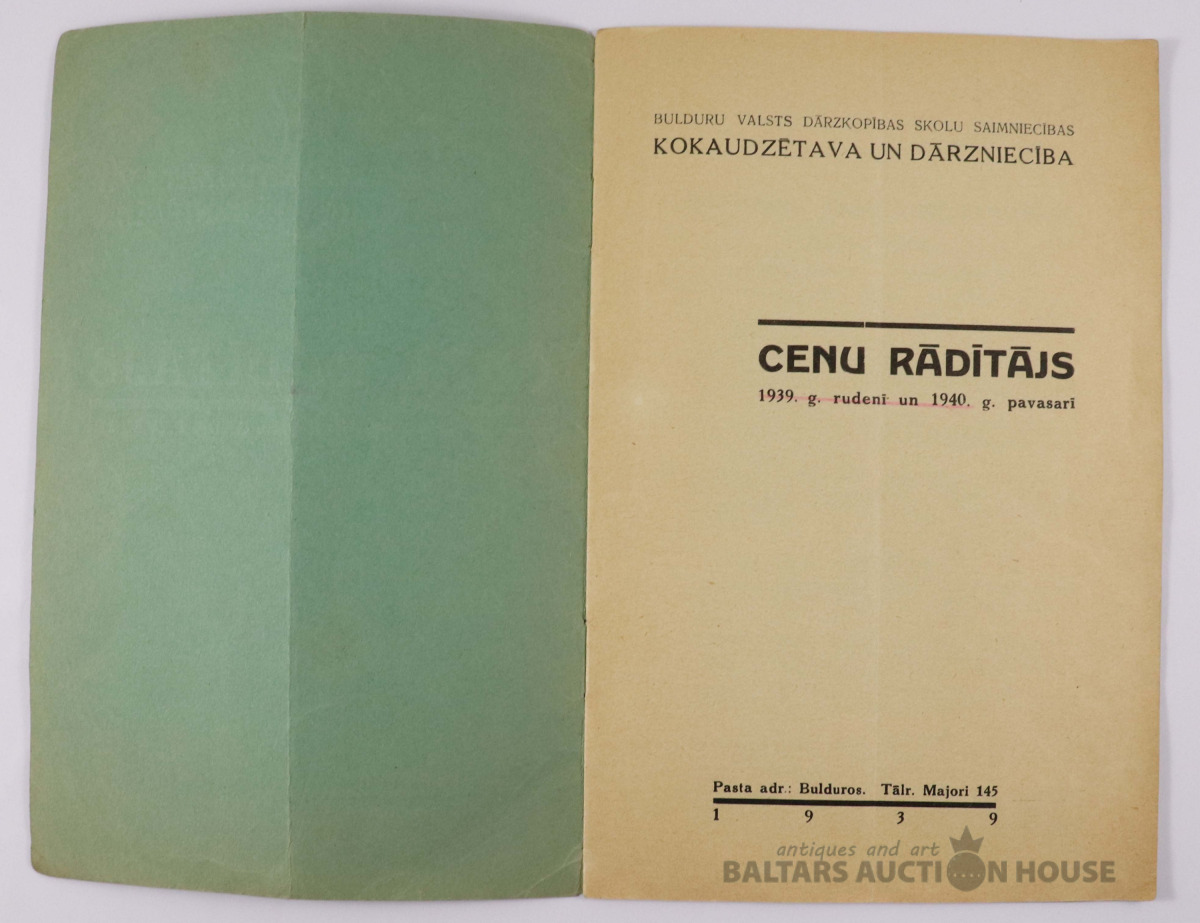 BULDURU VALSTS DĀRZKOPĪBAS SKOLU SAIMNIECĪBAS
KOKAUDZĒTAVA UN DĀRZNIECĪBA
CENU RĀDĪTĀJS
1939. g. rudenī un 1940. g. pavasarī
Pasta adr.: Bulduros. Tālr. Majori 145
1 9 3 9
antiques and art
BALTARS AUCTION HOUSE